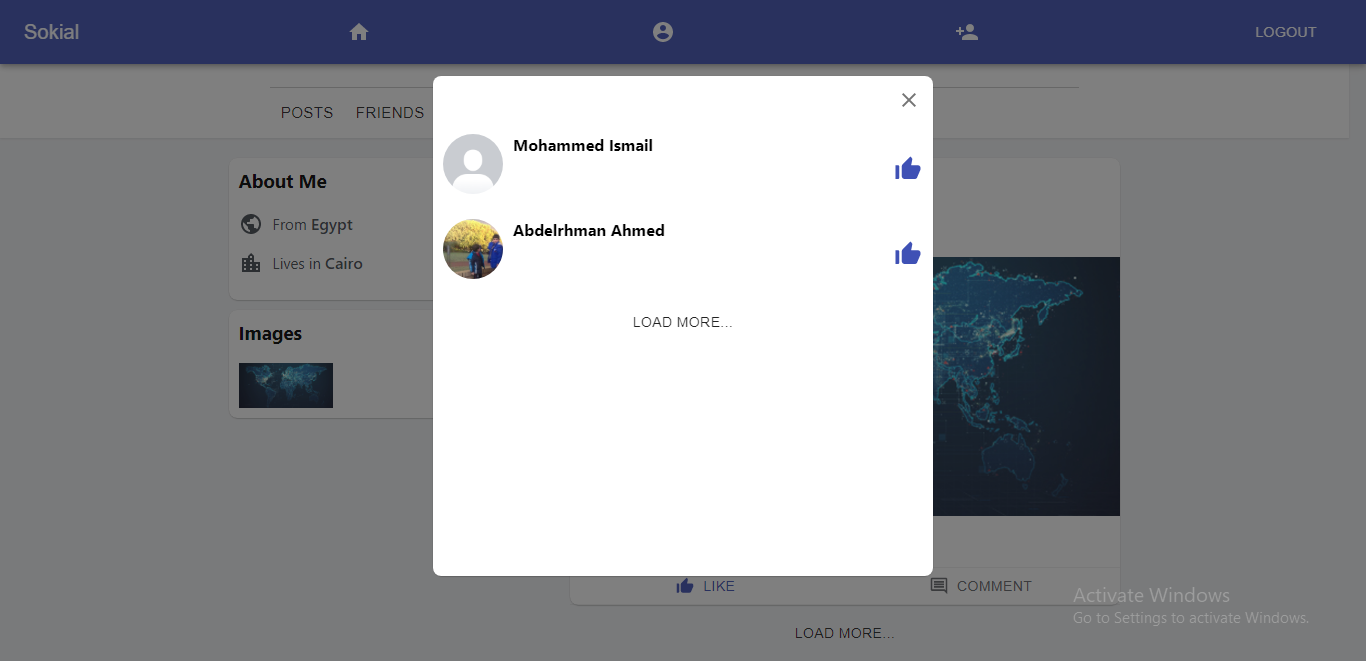 Sokial
LOGOUT
POSTS FRIENDS
Mohammed Ismail
Abdelrhman Ahmed
LOAD MORE...
About Me
From Egypt
Lives in Cairo
Images
LIKE
COMMENT
LOAD MORE...
Activate Windows
Go to Settings to activate Windows.